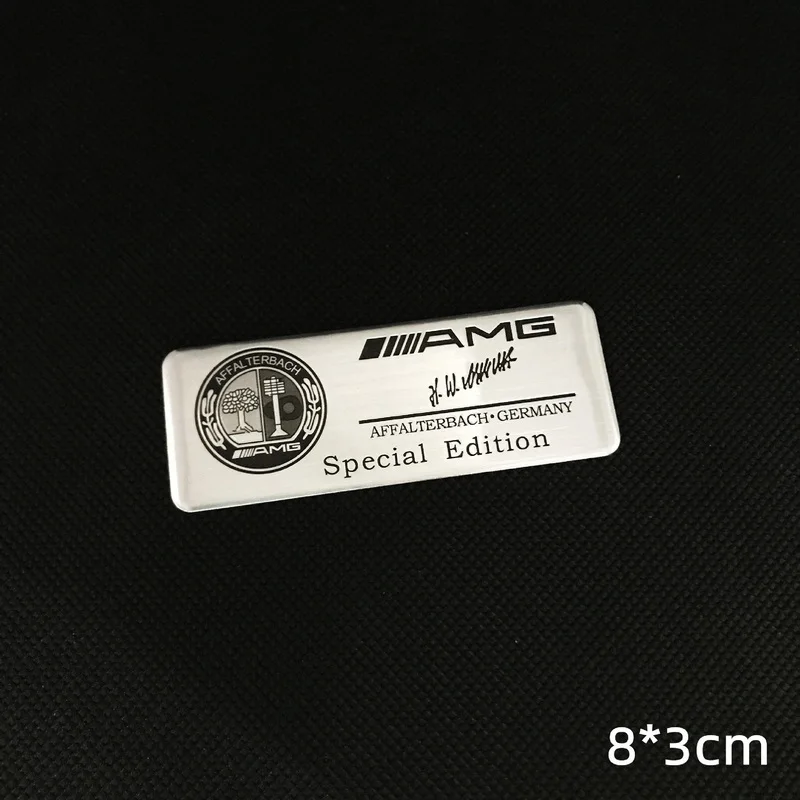 AFFALTERBACH
AMG
AMG
AFFALTERBACH•GERMANY
Special Edition
8*3cm